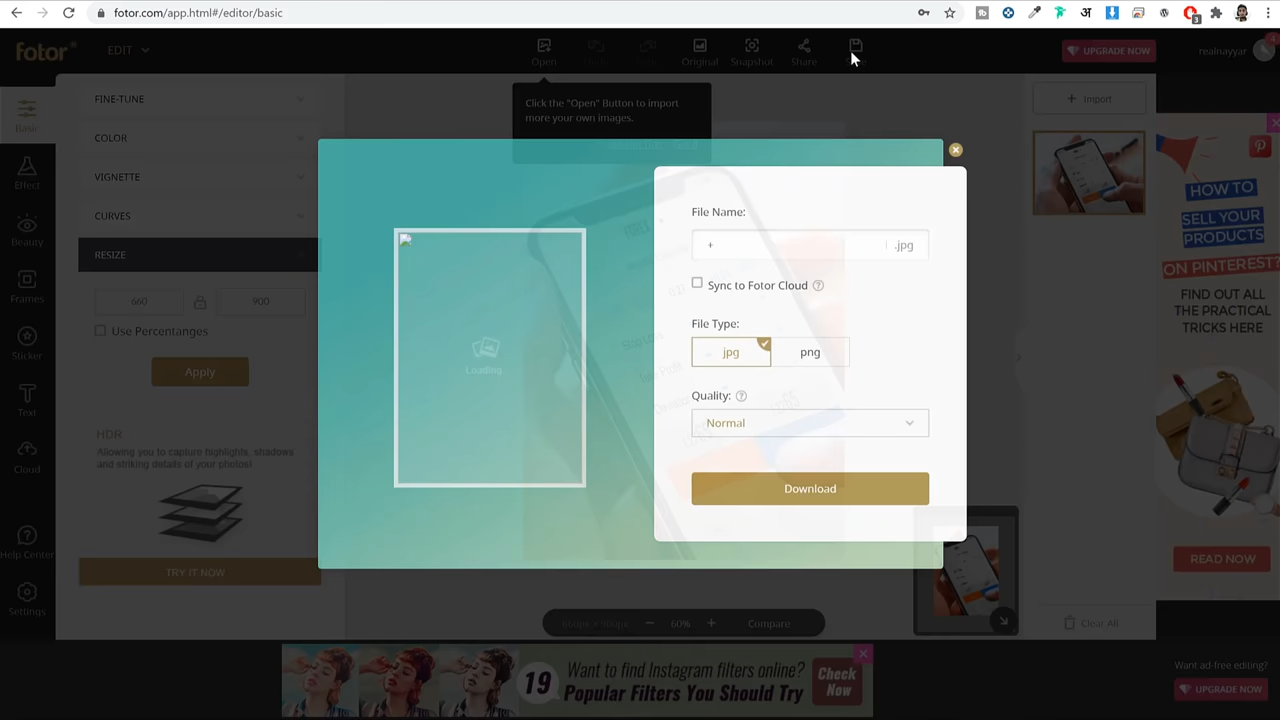 fotor.com/app.html#/editor/basic
3
fotor
EDIT
Open
Original
Snapshot
Share
UPGRADE NOW
realnayyar
Basic
Effect
Beauty
Frames
Sticker
Text
Cloud
Help Center
Settings
FINE-TUNE
COLOR
VIGNETTE
CURVES
RESIZE
660
900
Use Percentanges
Apply
HDR
Allowing you to capture highlights, shadows
and striking details of your photos!
TRY IT NOW
Click the "Open" Button to import
more your own images.
Loading
File Name:
+
.jpg
Sync to Fotor Cloud
File Type:
jpg
png
Quality:
Normal
Download
660px × 900px
60%
Compare
Import
Clear All
HOW TO
SELL YOUR
PRODUCTS
ON PINTEREST?
FIND OUT ALL
THE PRACTICAL
TRICKS HERE
READ NOW
19
Want to find Instagram filters online?
Popular Filters You Should Try
Check
Now
Want ad-free editing?
UPGRADE NOW